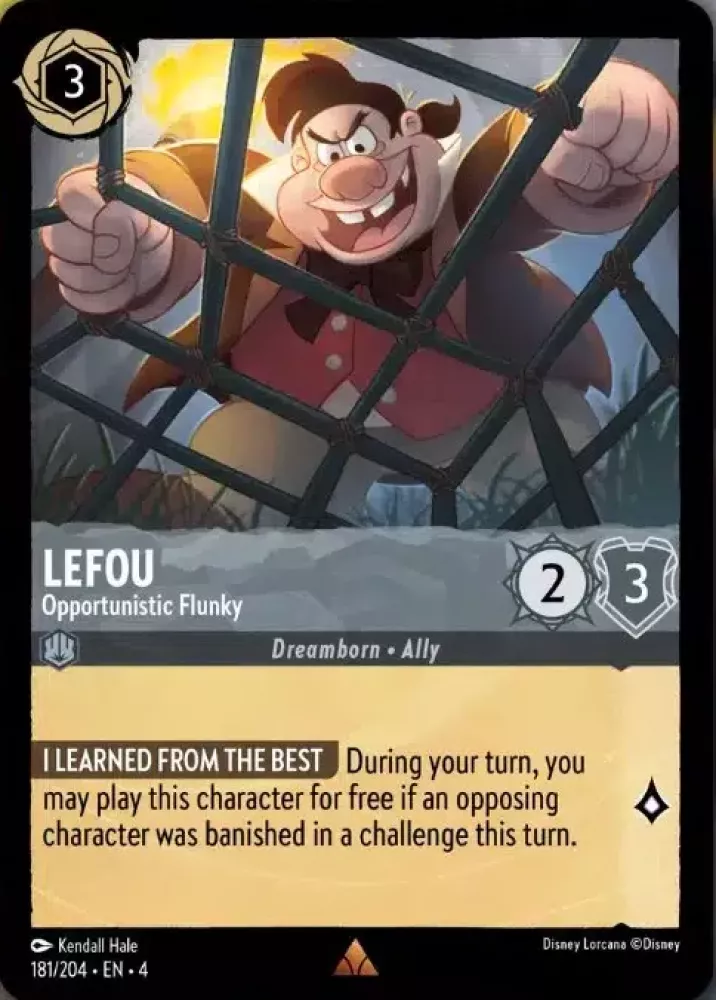 3
LEFOU
Opportunistic Flunky
2
3
Dreamborn • Ally
I LEARNED FROM THE BEST During your turn, you
may play this character for free if an opposing
character was banished in a challenge this turn.
Kendall Hale
Disney Lorcana ©Disney
181/204 • EN • 4